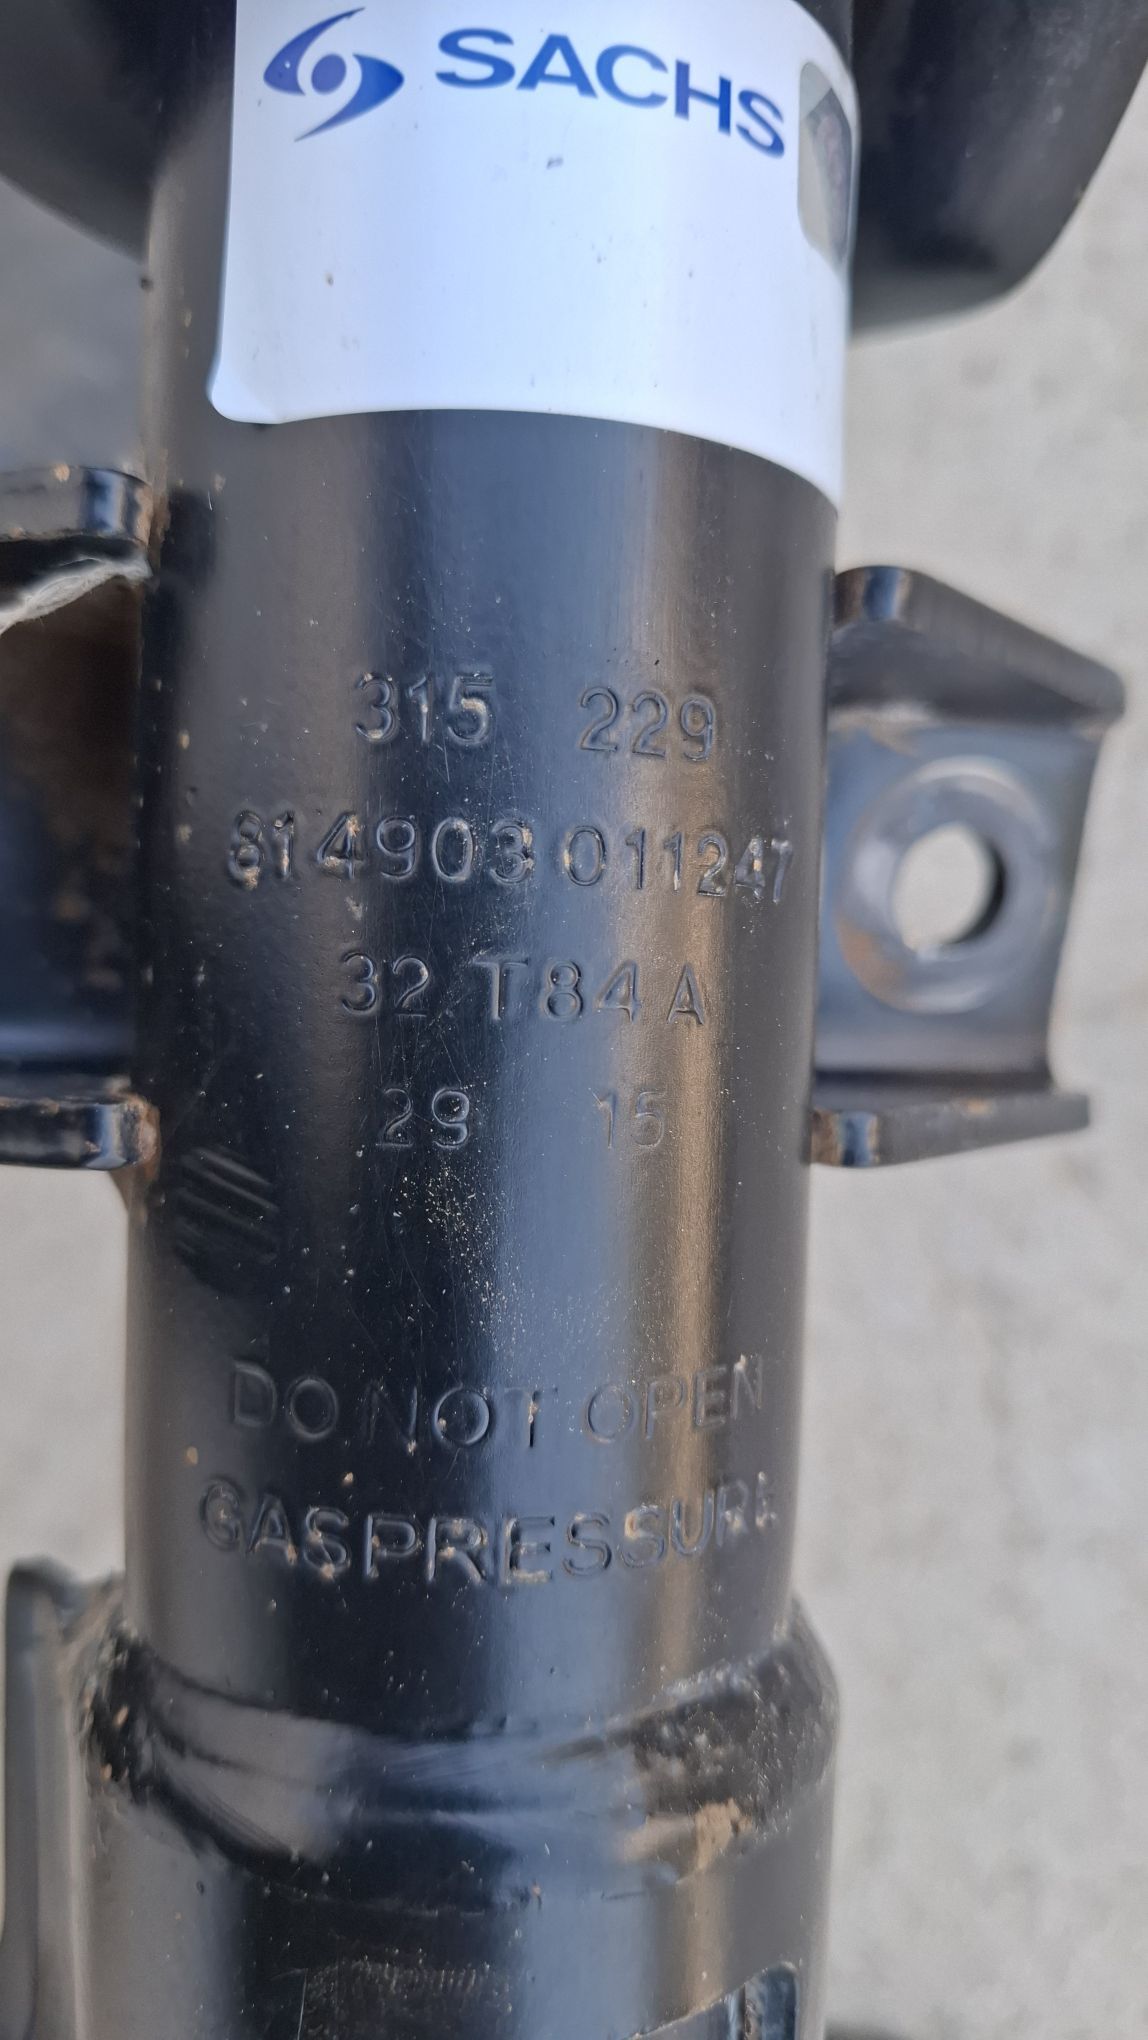 SACHS
315 229
814903 011247
32 T84 A
29 15
DO NOT OPEN
GASPRESSURE